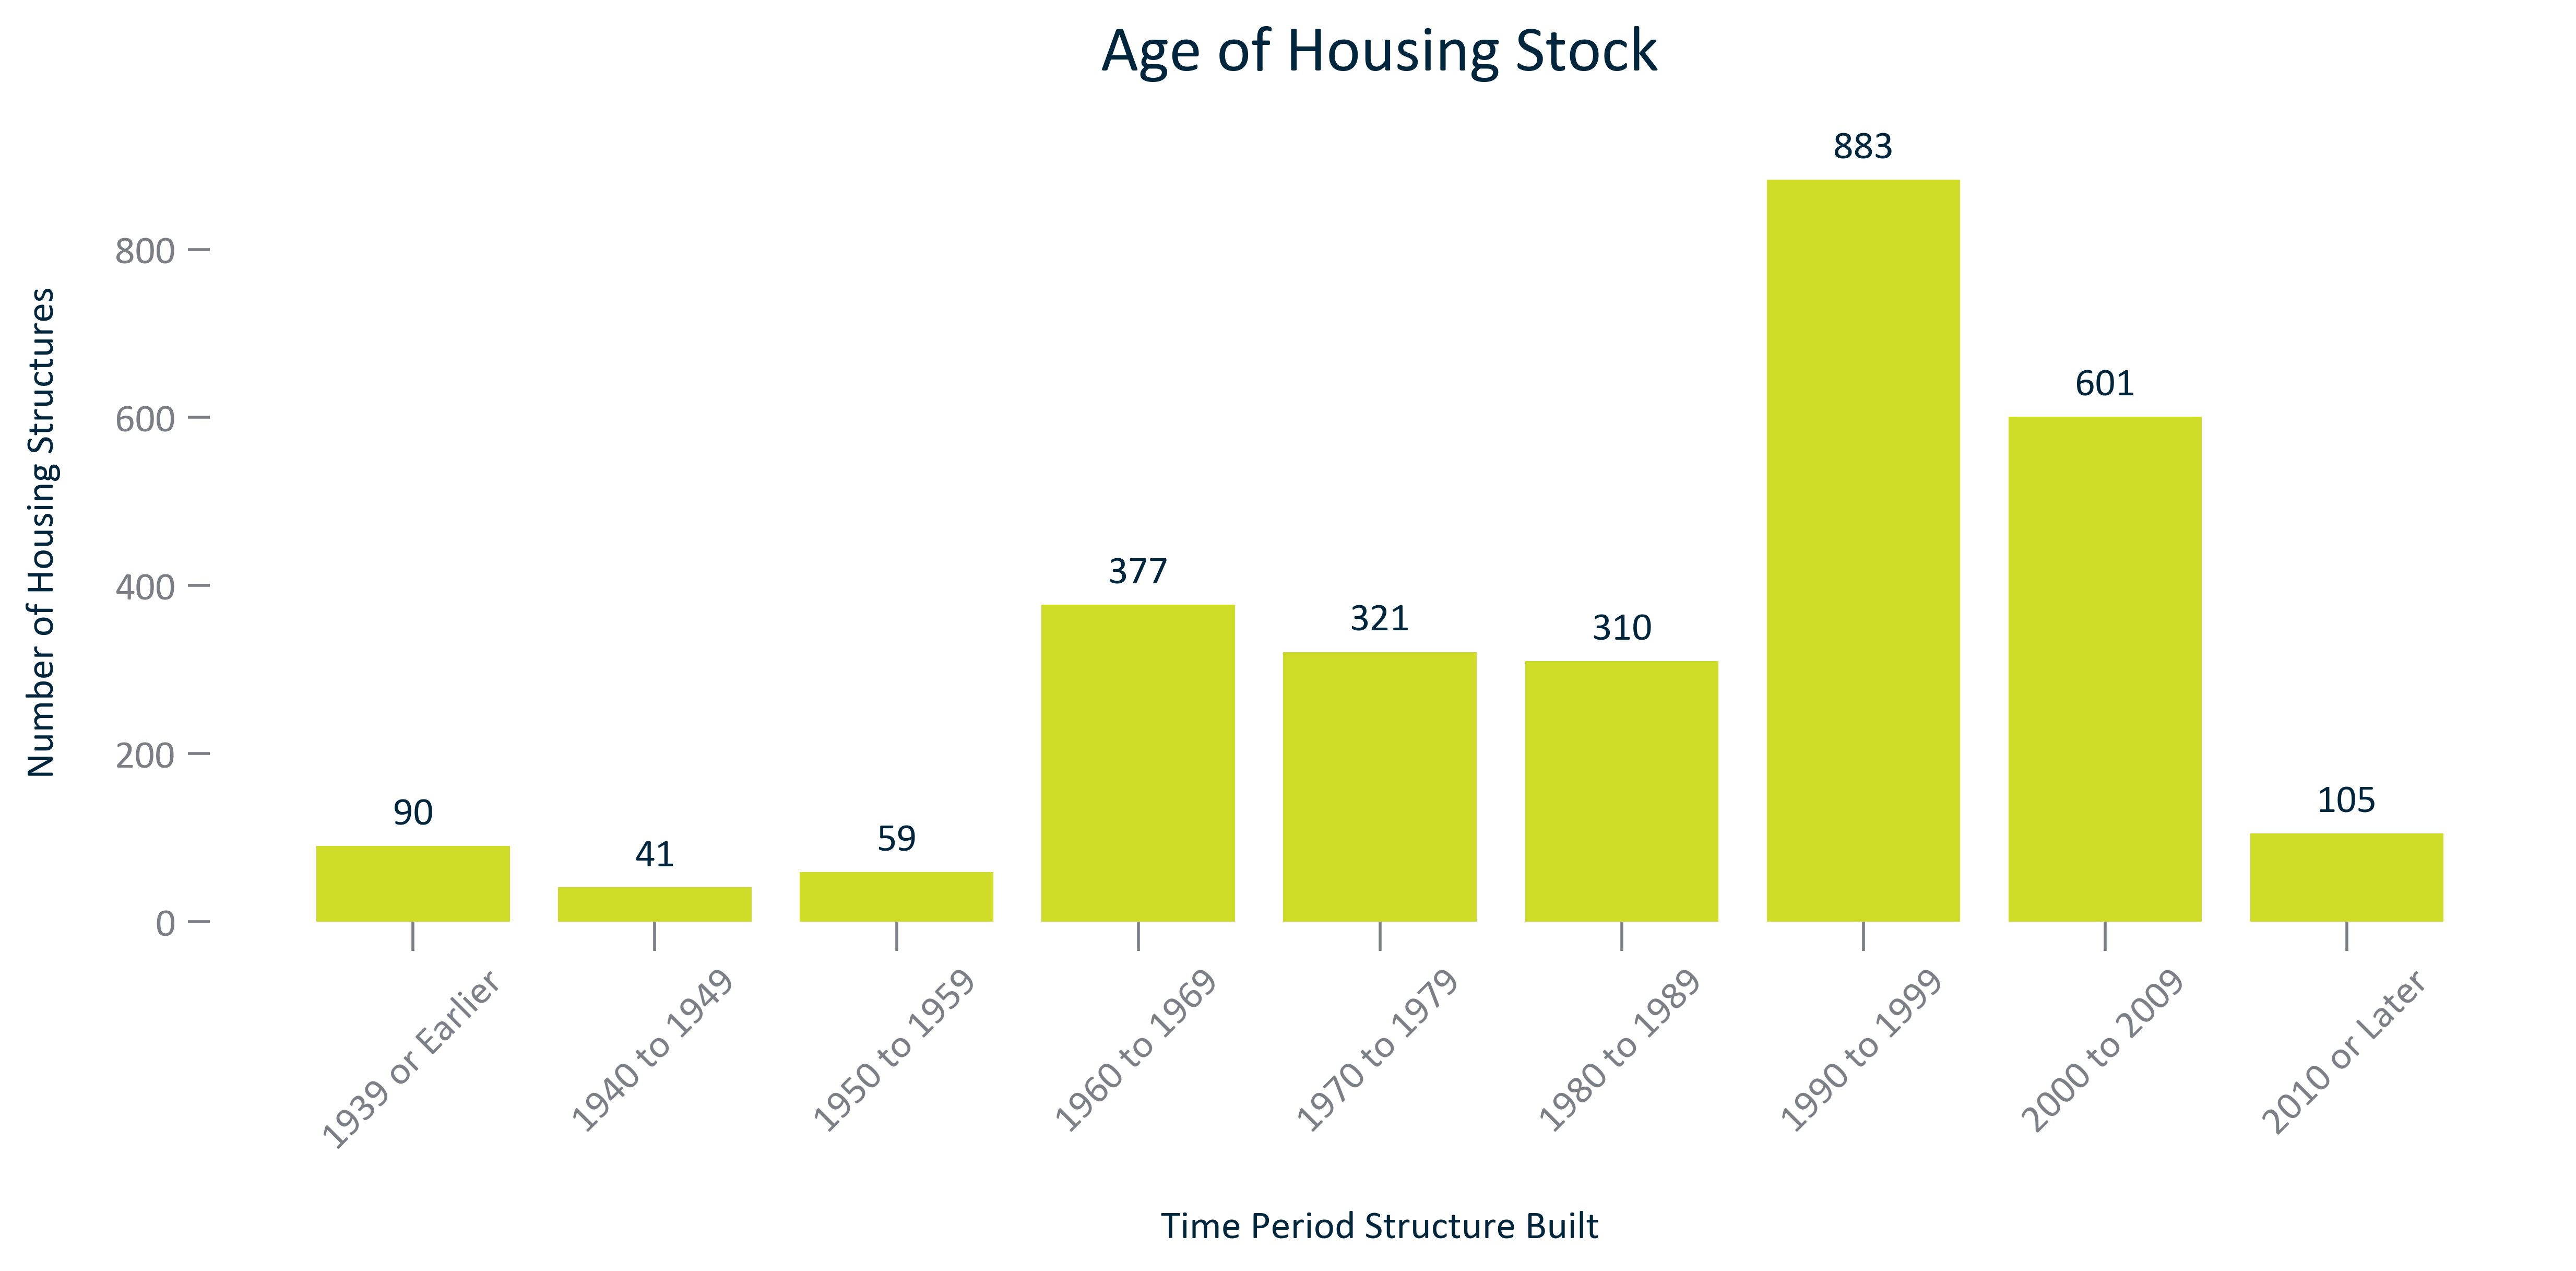 Age of Housing Stock
Number of Housing Structures
800
600
400
200
0
90
41
59
377
321
310
883
601
105
1939 or Earlier
1940 to 1949
1950 to 1959
1960 to 1969
1970 to 1979
1980 to 1989
1990 to 1999
2000 to 2009
2010 or Later
Time Period Structure Built